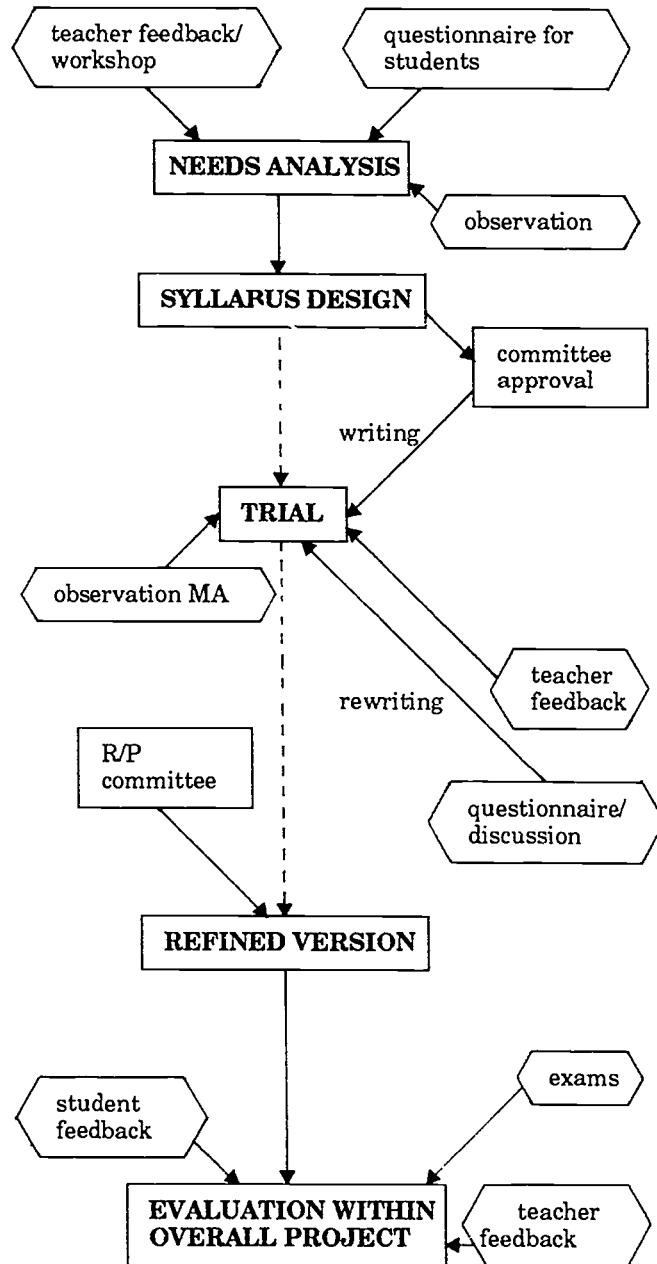 teacher feedback/
workshop
questionnaire for
students
NEEDS ANALYSIS
observation
SYLLABUS DESIGN
committee
approval
writing
TRIAL
observation MA
teacher
feedback
rewriting
R/P
committee
questionnaire/
discussion
REFINED VERSION
exams
student
feedback
EVALUATION WITHIN
OVERALL PROJECT
teacher
feedback